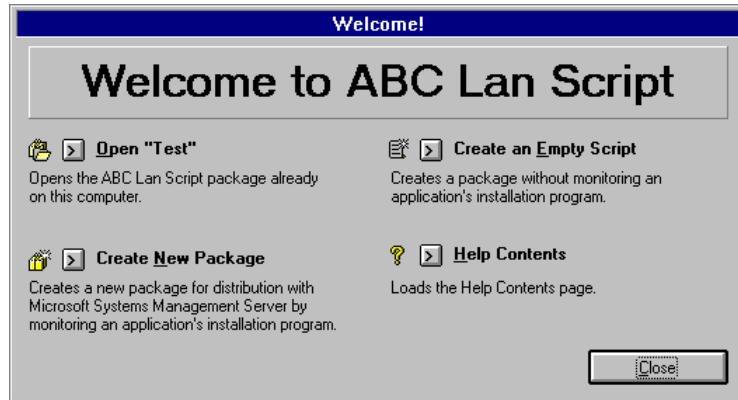 Welcome!
Welcome to ABC Lan Script
> Open "Test"
Opens the ABC Lan Script package already
on this computer.
> Create New Package
Creates a new package for distribution with
Microsoft Systems Management Server by
monitoring an application's installation program.
> Create an Empty Script
Creates a package without monitoring an
application's installation program.
> Help Contents
Loads the Help Contents page.
Close